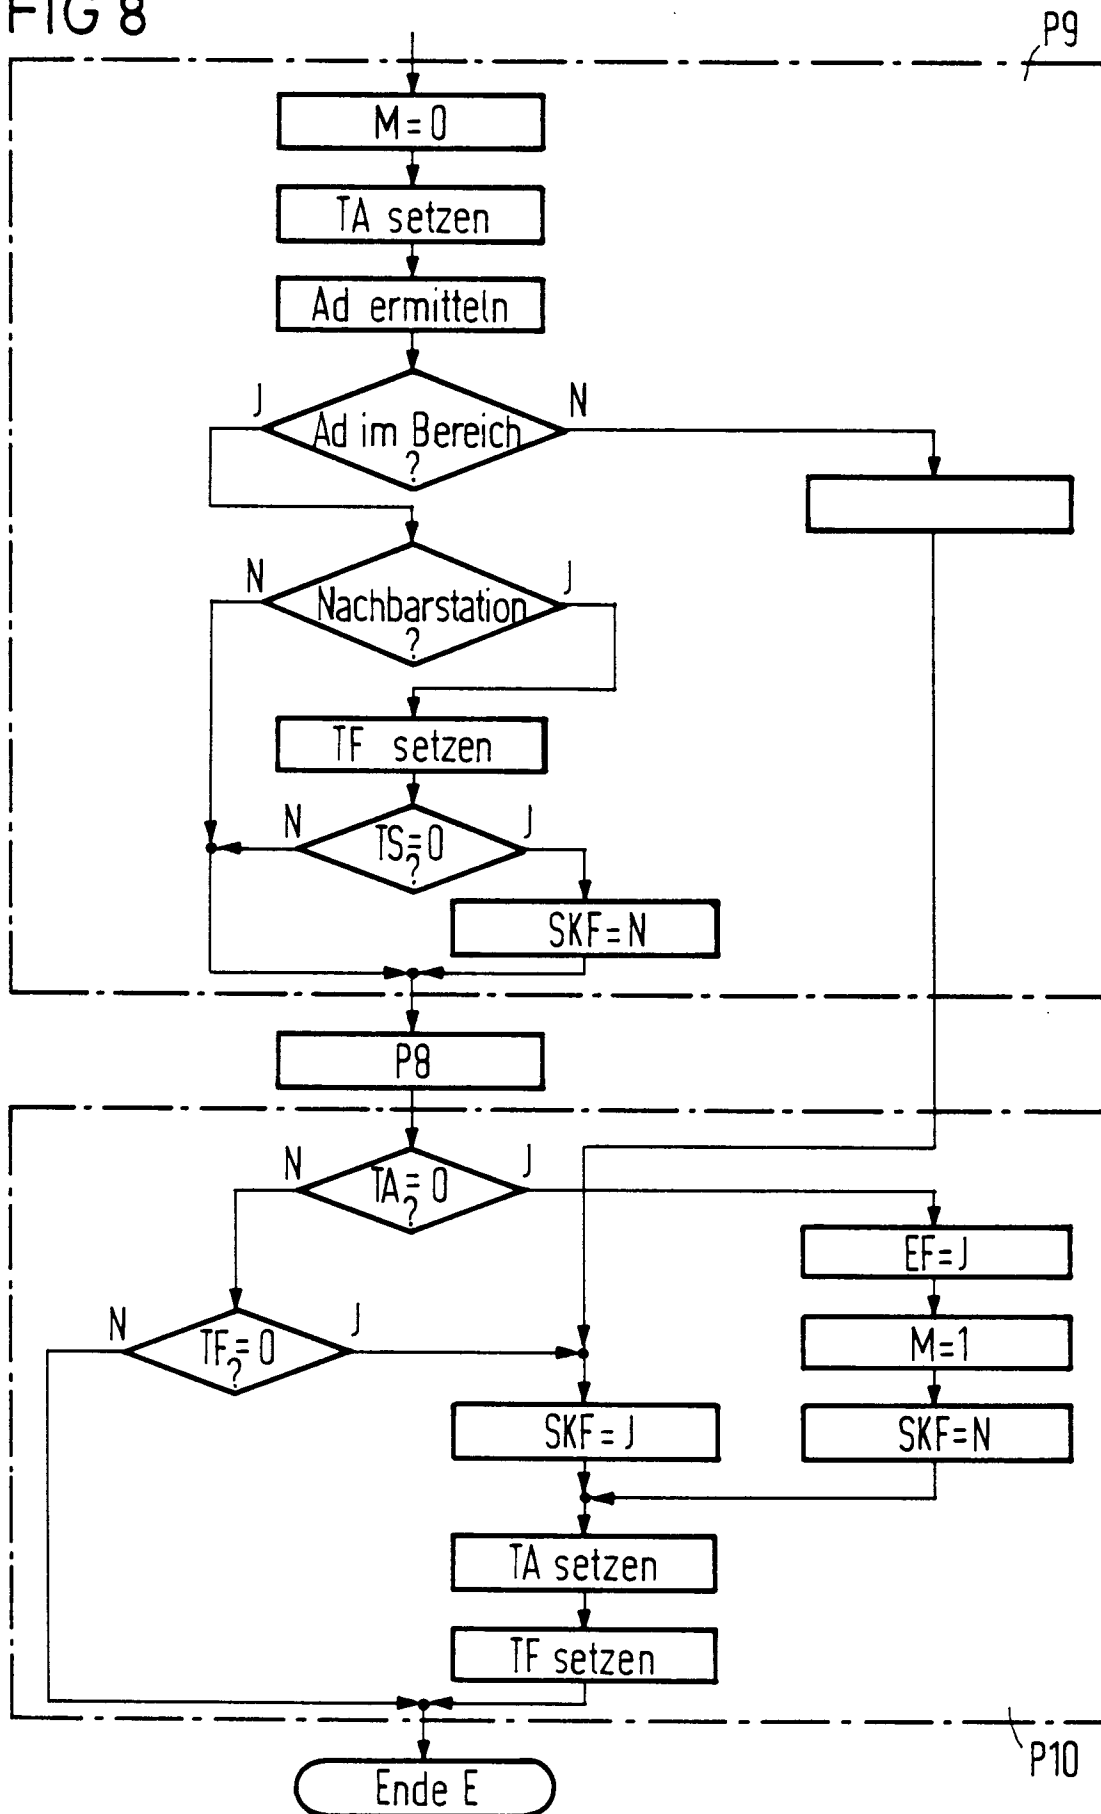 FIG 8
P9
M=0
TA setzen
Ad ermitteln
J
N
Ad im Bereich
?
N
J
Nachbarstation
?
TF setzen
N
J
TS=0
?
SKF=N
P8
N
J
TA=0
?
EF=J
N
J
TF=0
?
M=1
SKF=J
SKF=N
TA setzen
TF setzen
P10
Ende E